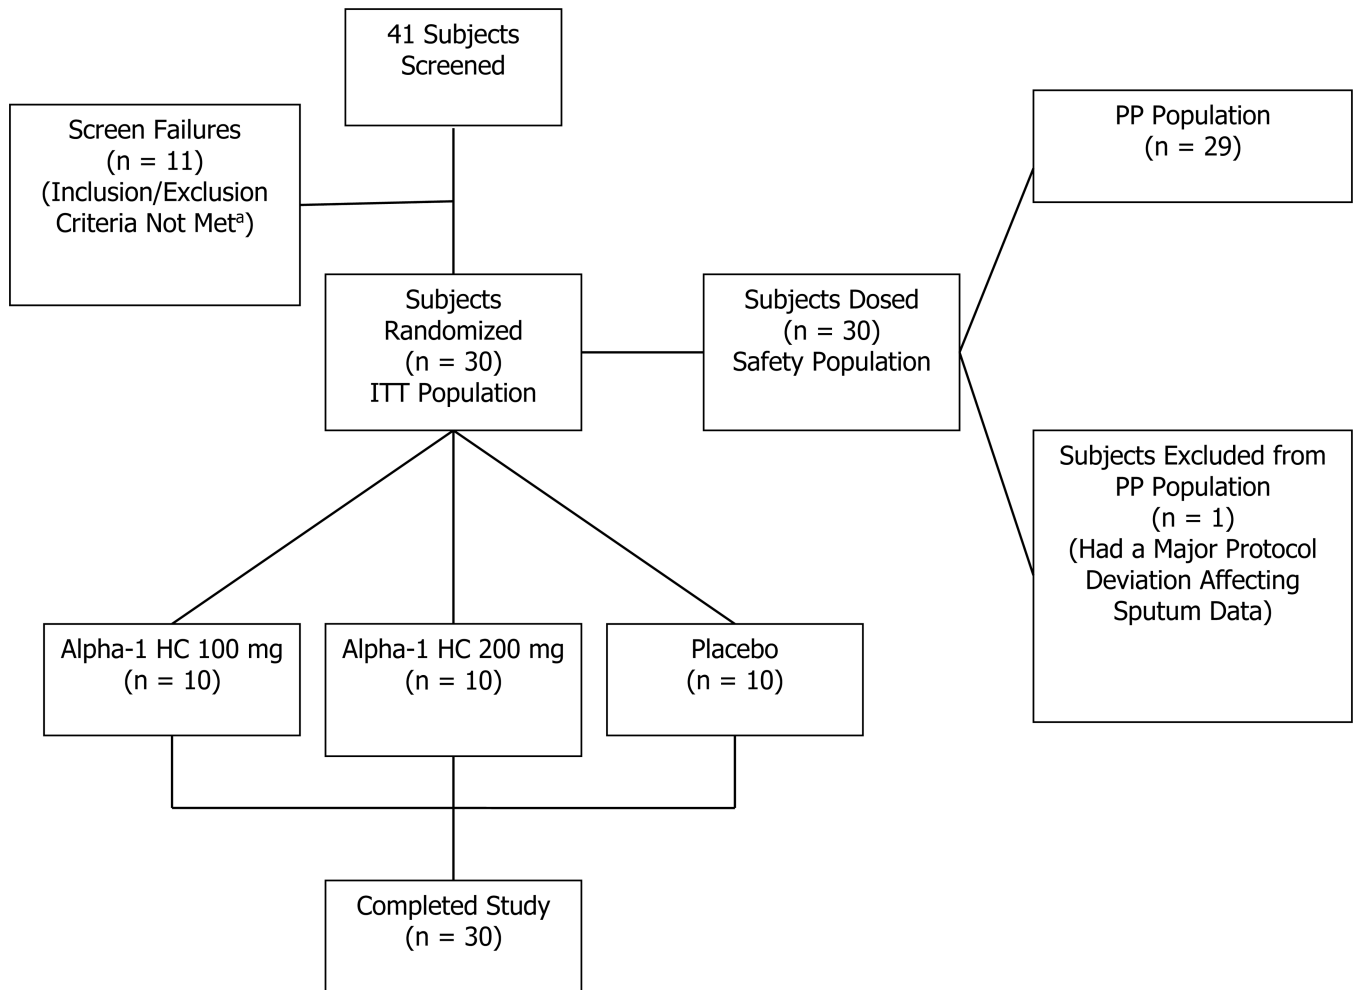 41 Subjects
Screened
Screen Failures
(n = 11)
(Inclusion/Exclusion
Criteria Not Metᵃ)
PP Population
(n = 29)
Subjects
Randomized
(n = 30)
ITT Population
Subjects Dosed
(n = 30)
Safety Population
Subjects Excluded from
PP Population
(n = 1)
(Had a Major Protocol
Deviation Affecting
Sputum Data)
Alpha-1 HC 100 mg
(n = 10)
Alpha-1 HC 200 mg
(n = 10)
Placebo
(n = 10)
Completed Study
(n = 30)